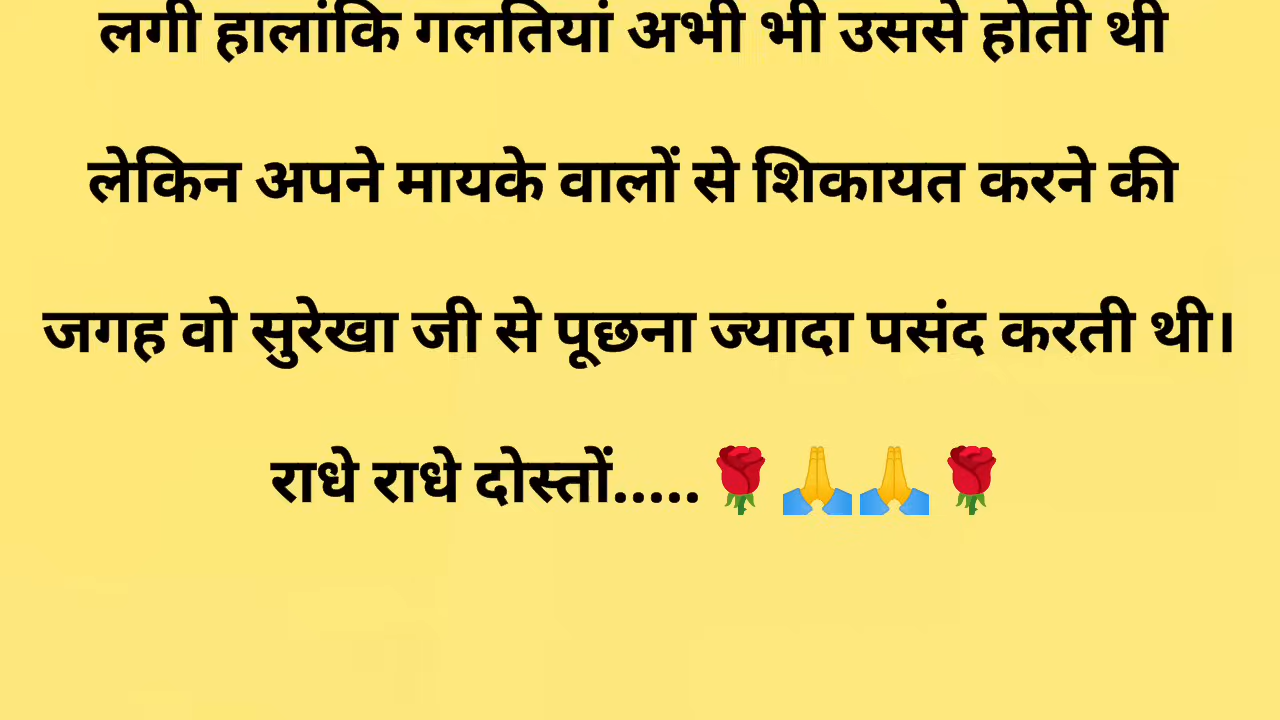 लगी हालांकि गलतियां अभी भी उससे होती थी
लेकिन अपने मायके वालों से शिकायत करने की
जगह वो सुरेखा जी से पूछना ज्यादा पसंद करती थी।
राधे राधे दोस्तों.....🌹🙏🙏🌹